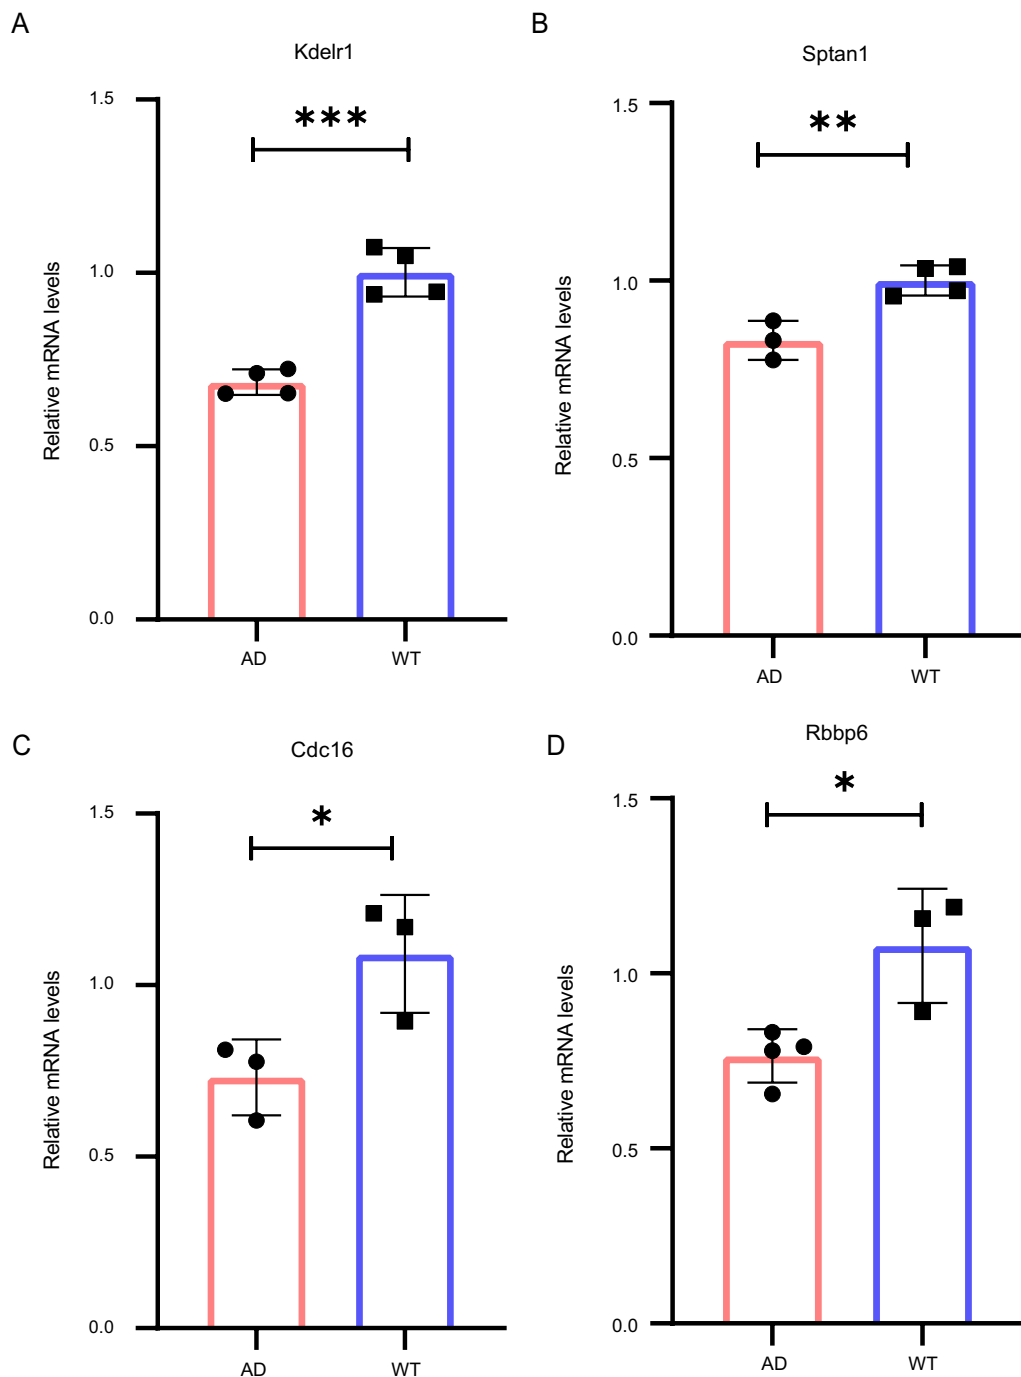 A
Kdelr1
1.5
***
1.0
Relative mRNA levels
0.5
0.0
AD WT
B
Sptan1
1.5
**
1.0
Relative mRNA levels
0.5
0.0
AD WT
C
Cdc16
1.5
*
1.0
Relative mRNA levels
0.5
0.0
AD WT
D
Rbbp6
1.5
*
1.0
Relative mRNA levels
0.5
0.0
AD WT